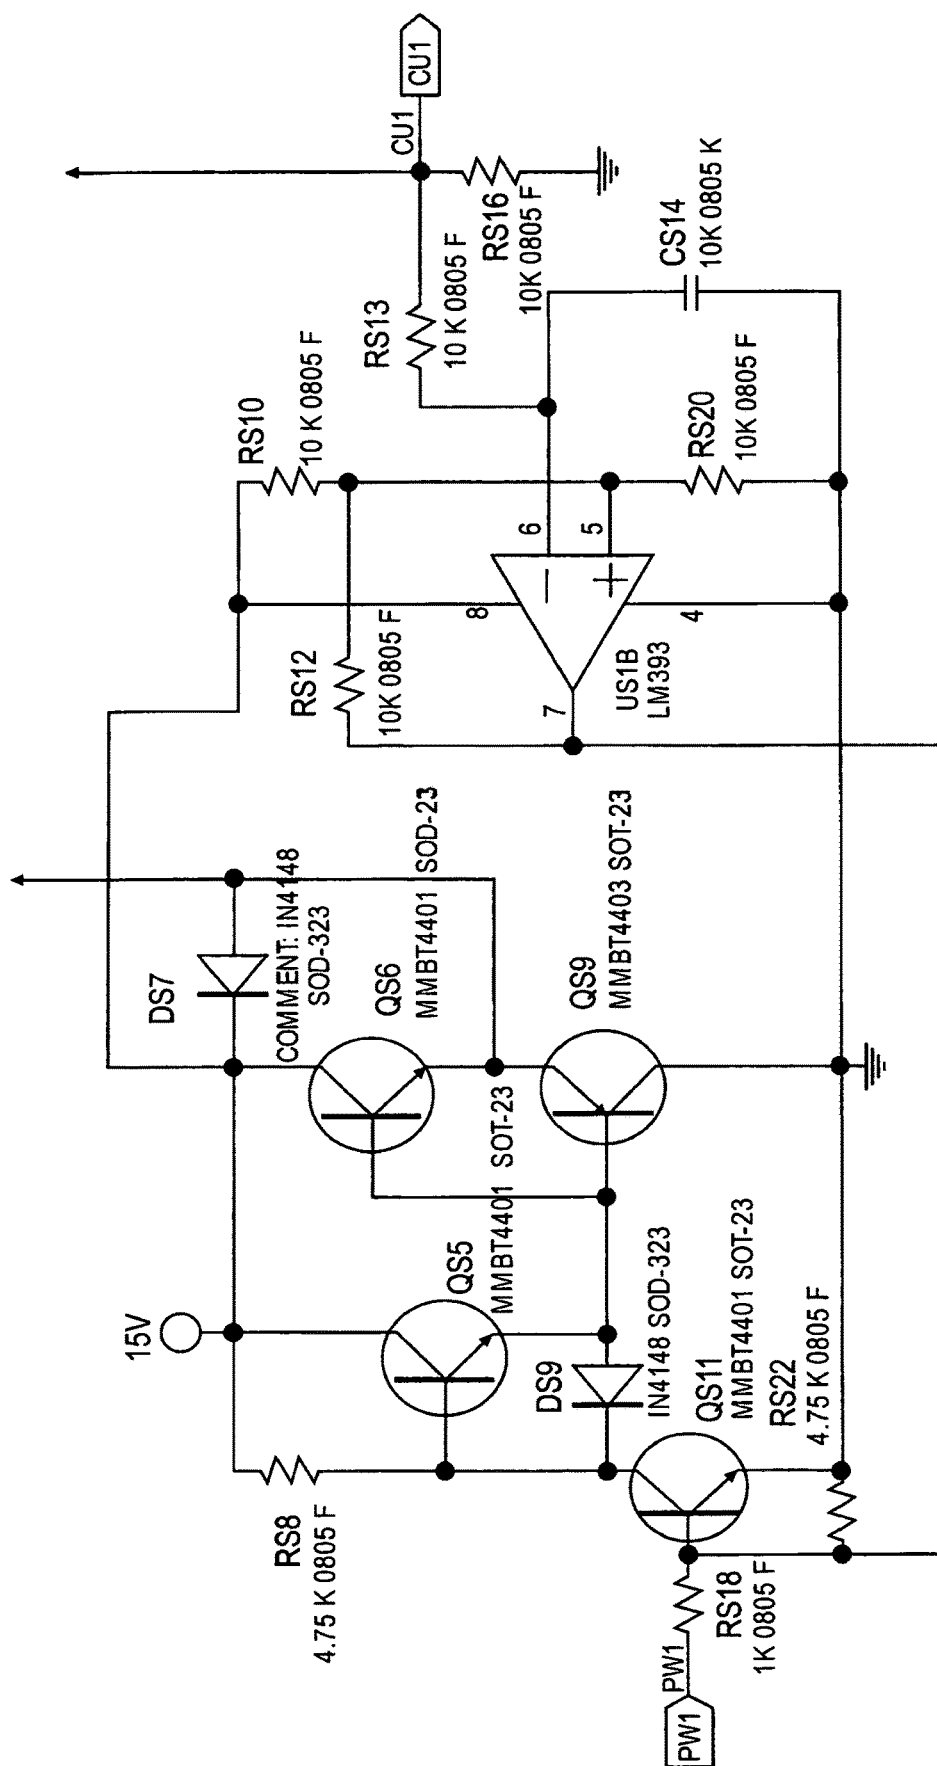 15V
RS8
4.75 K 0805 F
QS5
MMBT4401 SOT-23
DS7
COMMENT: IN4148
SOD-323
QS6
MMBT4401 SOD-23
QS9
MMBT4403 SOT-23
DS9
IN4148 SOD-323
QS11
MMBT4401 SOT-23
RS22
4.75 K 0805 F
PW1
PW1
RS18
1K 0805 F
RS10
10 K 0805 F
RS12
10K 0805 F
8
7
6
5
4
−
+
US1B
LM393
RS20
10K 0805 F
RS13
10 K 0805 F
RS16
10K 0805 F
CS14
10K 0805 K
CU1
CU1